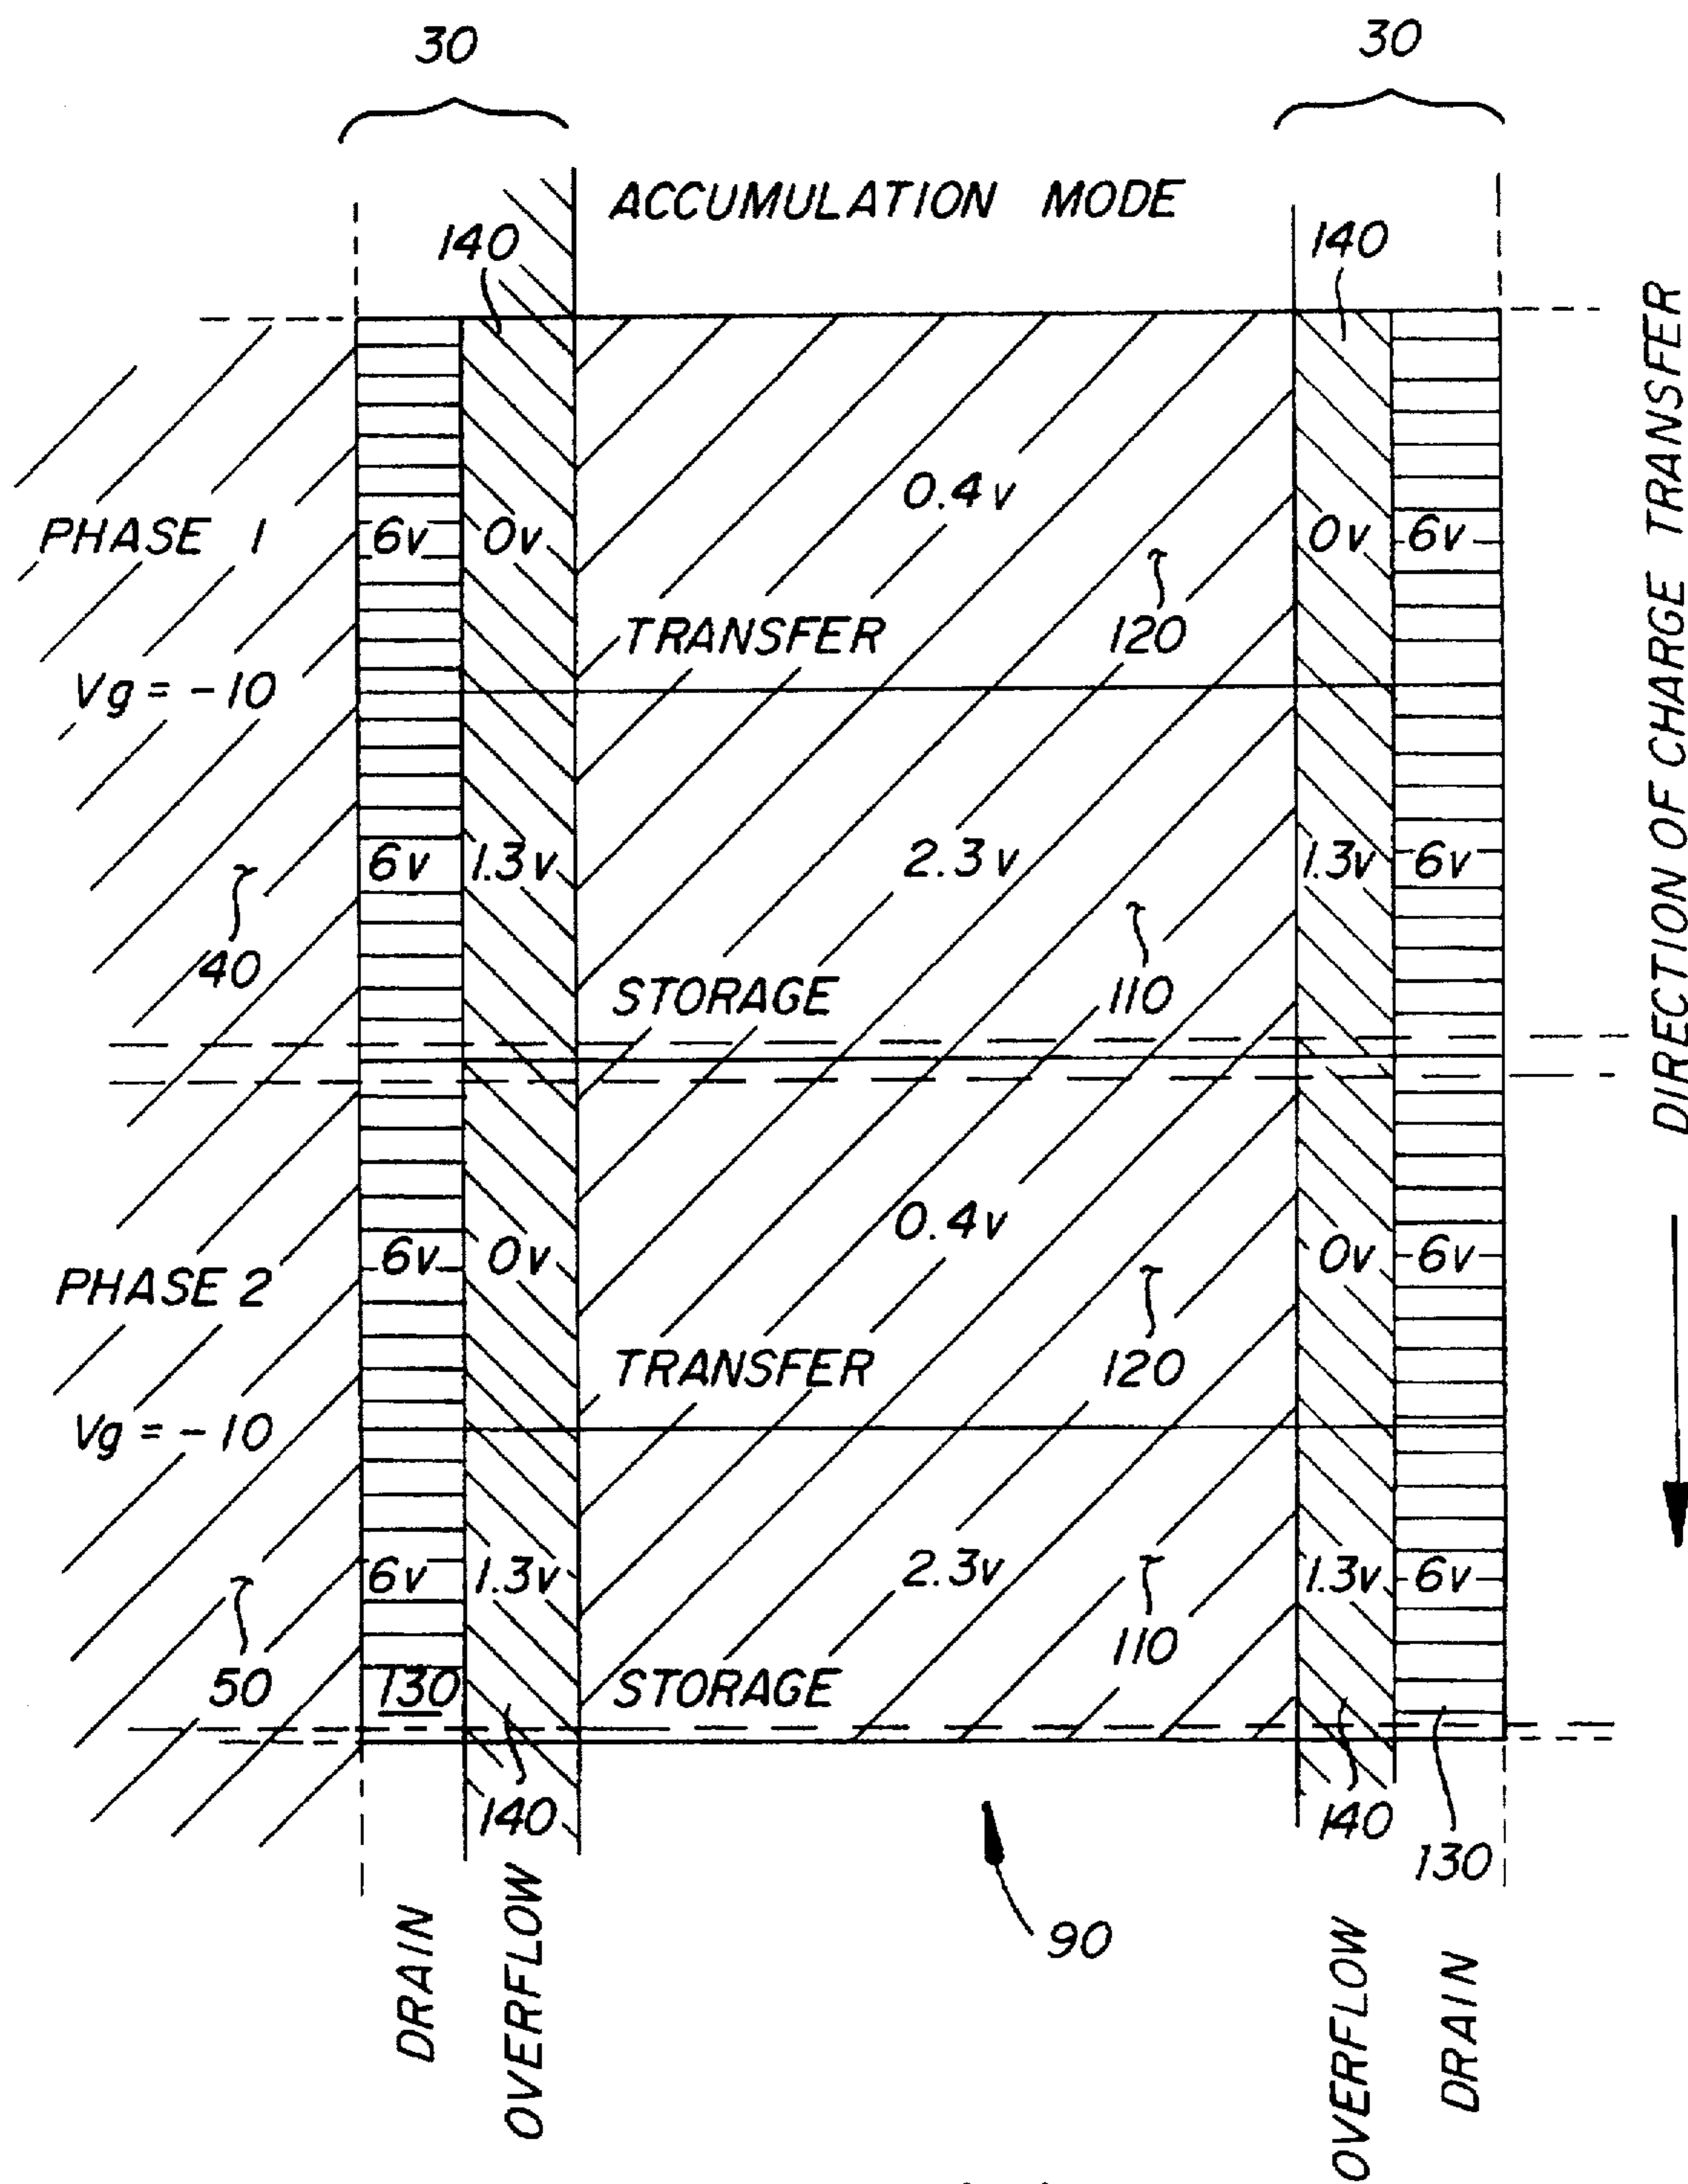 30 30
ACCUMULATION MODE
140 140
0.4v
PHASE 1 6v 0v 0v 6v
TRANSFER 120
Vg = -10
6v 1.3v 2.3v 1.3v 6v
40 STORAGE 110
0.4v
PHASE 2 6v 0v 0v 6v
TRANSFER 120
Vg = -10
6v 1.3v 2.3v 1.3v 6v
110
50 130 STORAGE
140 140
130
90
DRAIN
OVERFLOW
OVERFLOW
DRAIN
DIRECTION OF CHARGE TRANSFER